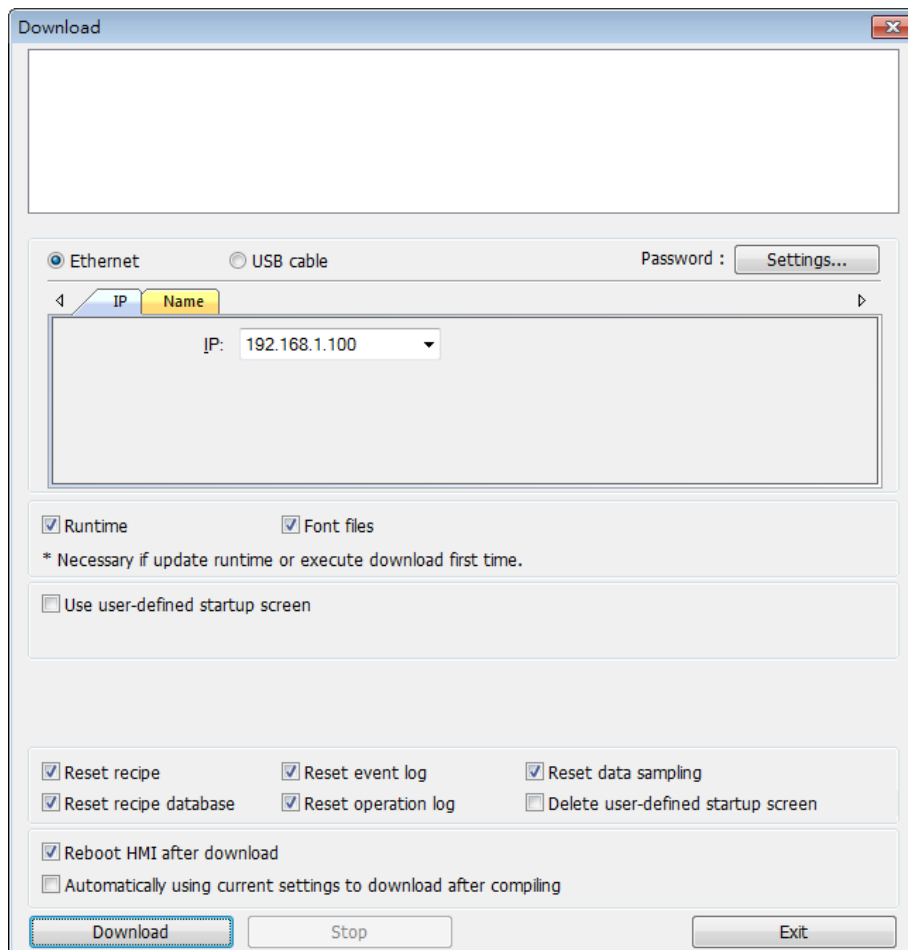 Download
Ethernet USB cable Password : Settings...
IP Name
IP: 192.168.1.100
Runtime Font files
* Necessary if update runtime or execute download first time.
Use user-defined startup screen
Reset recipe Reset event log Reset data sampling
Reset recipe database Reset operation log Delete user-defined startup screen
Reboot HMI after download
Automatically using current settings to download after compiling
Download Stop Exit